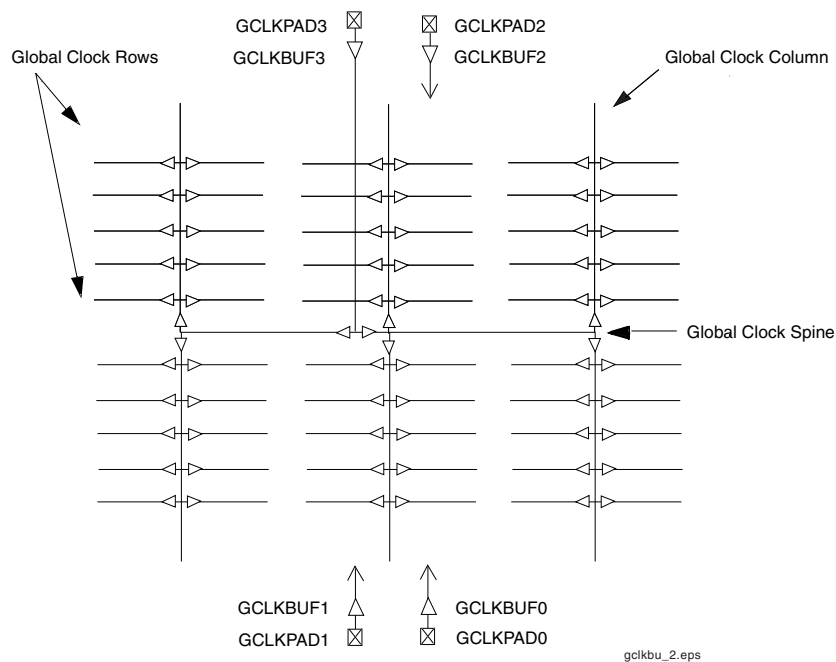 GCLKPAD3 GCLKPAD2
Global Clock Rows GCLKBUF3 GCLKBUF2 Global Clock Column
Global Clock Spine
GCLKBUF1 GCLKBUF0
GCLKPAD1 GCLKPAD0
gclkbu_2.eps